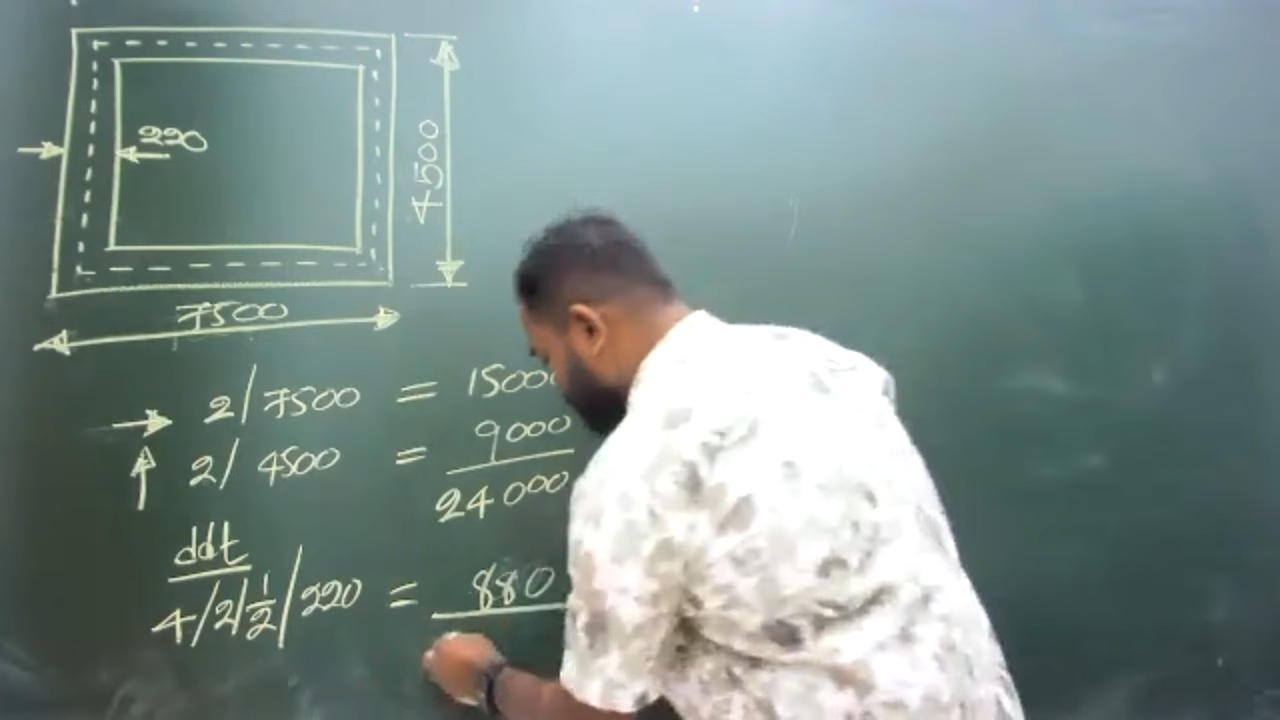 220
4500
7500
2/7500 = 15000
2/ 4500 = 9000
24000
ddt
4/2/1/2/220 = 880